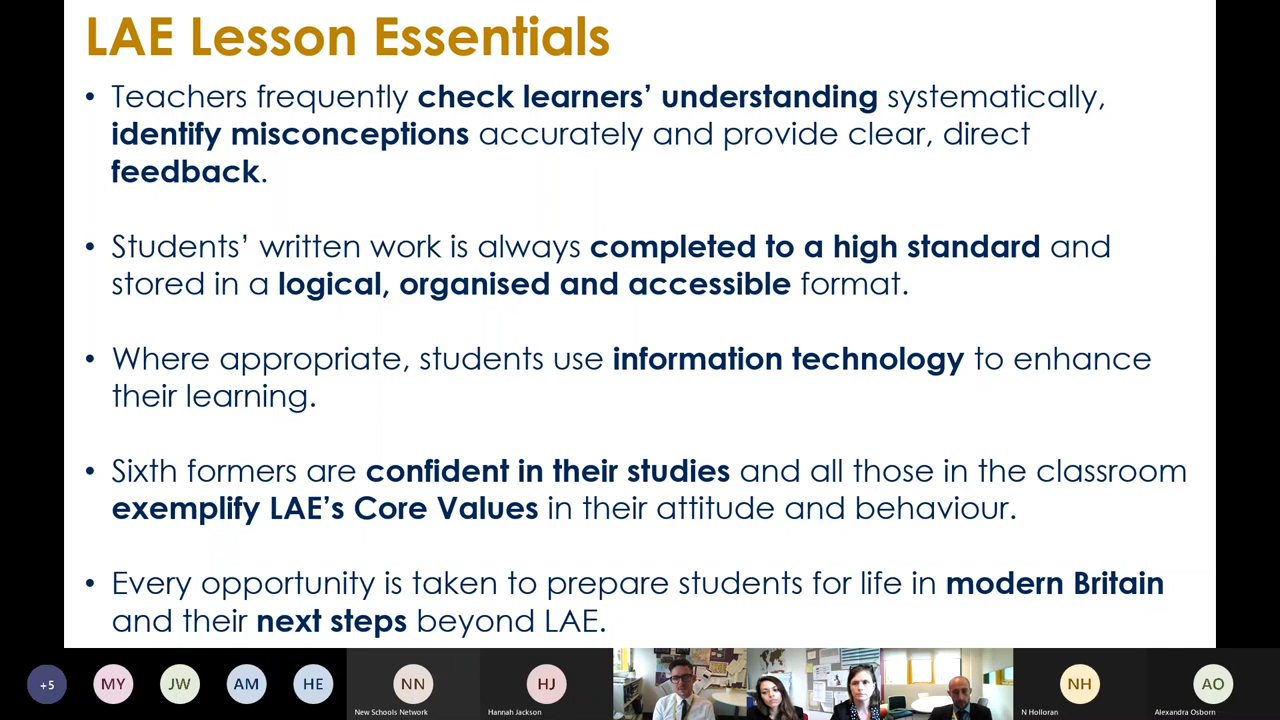 LAE Lesson Essentials
• Teachers frequently check learners’ understanding systematically,
identify misconceptions accurately and provide clear, direct
feedback.
• Students’ written work is always completed to a high standard and
stored in a logical, organised and accessible format.
• Where appropriate, students use information technology to enhance
their learning.
• Sixth formers are confident in their studies and all those in the classroom
exemplify LAE’s Core Values in their attitude and behaviour.
• Every opportunity is taken to prepare students for life in modern Britain
and their next steps beyond LAE.
+5 MY JW AM HE NN HJ NH AO
New Schools Network Hannah Jackson N Holloran Alexandra Osborn